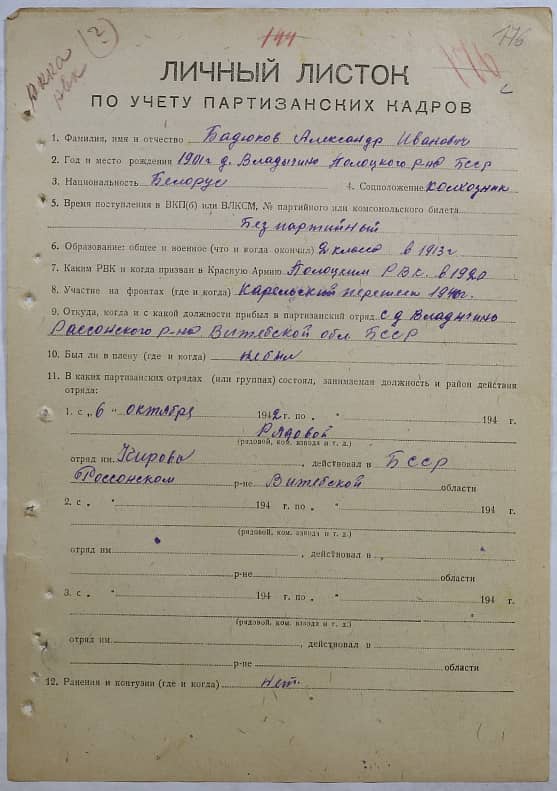 ркка (2)
рвк
144
176
176
с
ЛИЧНЫЙ ЛИСТОК
ПО УЧЕТУ ПАРТИЗАНСКИХ КАДРОВ
1. Фамилия, имя и отчество Бадюков Александр Иванович
2. Год и место рождения 1901г д. Владычино Полоцкого р-на БССР
3. Национальность Белорус 4. Соцположение колхозник
5. Время поступления в ВКП(б) или ВЛКСМ, № партийного или комсомольского билета
Безпартийный
6. Образование: общее и военное (что и когда окончил) 2 класса в 1913г
7. Каким РВК и когда призван в Красную Армию Полоцким Р.В.К. в 1920
8. Участие на фронтах (где и когда) Карельский перешеек 1940г.
9. Откуда, когда и с какой должности прибыл в партизанский отряд с д Владычино
Россонского р-на Витебской обл БССР
10. Был ли в плену (где и когда) небыл
11. В каких партизанских отрядах (или группах) состоял, занимаемая должность и район действия
отряда:
1. с „6 “ октября 1942 г. по „ “ 194 г.
Рядовой
(рядовой, ком. взвода и т. д.)
отряд им. Кирова, действовал в БССР
Россонском р-не Витебской области
2. с „ “ 194 г. по „ “ 194 г.
(рядовой, ком. взвода и т. д.)
отряд им , действовал в
р-не области
3. с „ “ 194 г. по „ “ 194 г.
(рядовой, ком. взвода и т. д.)
отряд им. , действовал в
р-не области
12. Ранения и контузии (где и когда) нет.